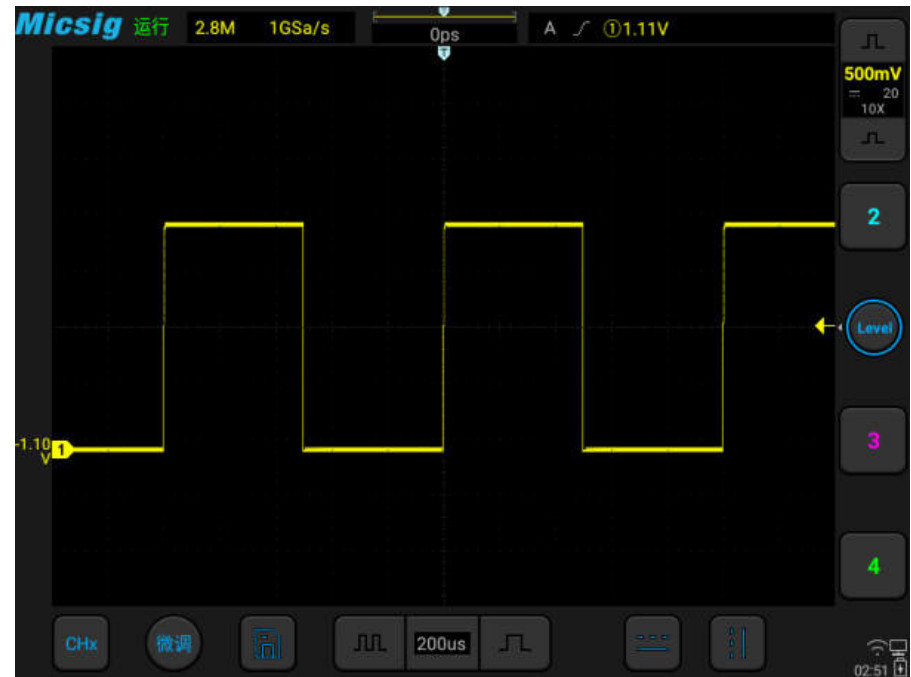 Micsig 运行 2.8M 1GSa/s 0ps A ①1.11V
T
500mV
20
10X
2
Level
-1.10
V
1
3
4
CHx 微调 200us
02:51